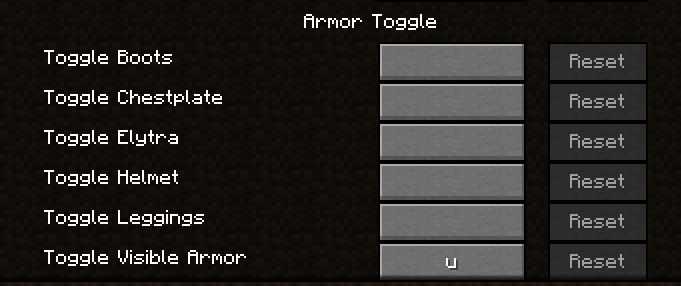 Armor Toggle
Toggle Boots Reset
Toggle Chestplate Reset
Toggle Elytra Reset
Toggle Helmet Reset
Toggle Leggings Reset
Toggle Visible Armor u Reset